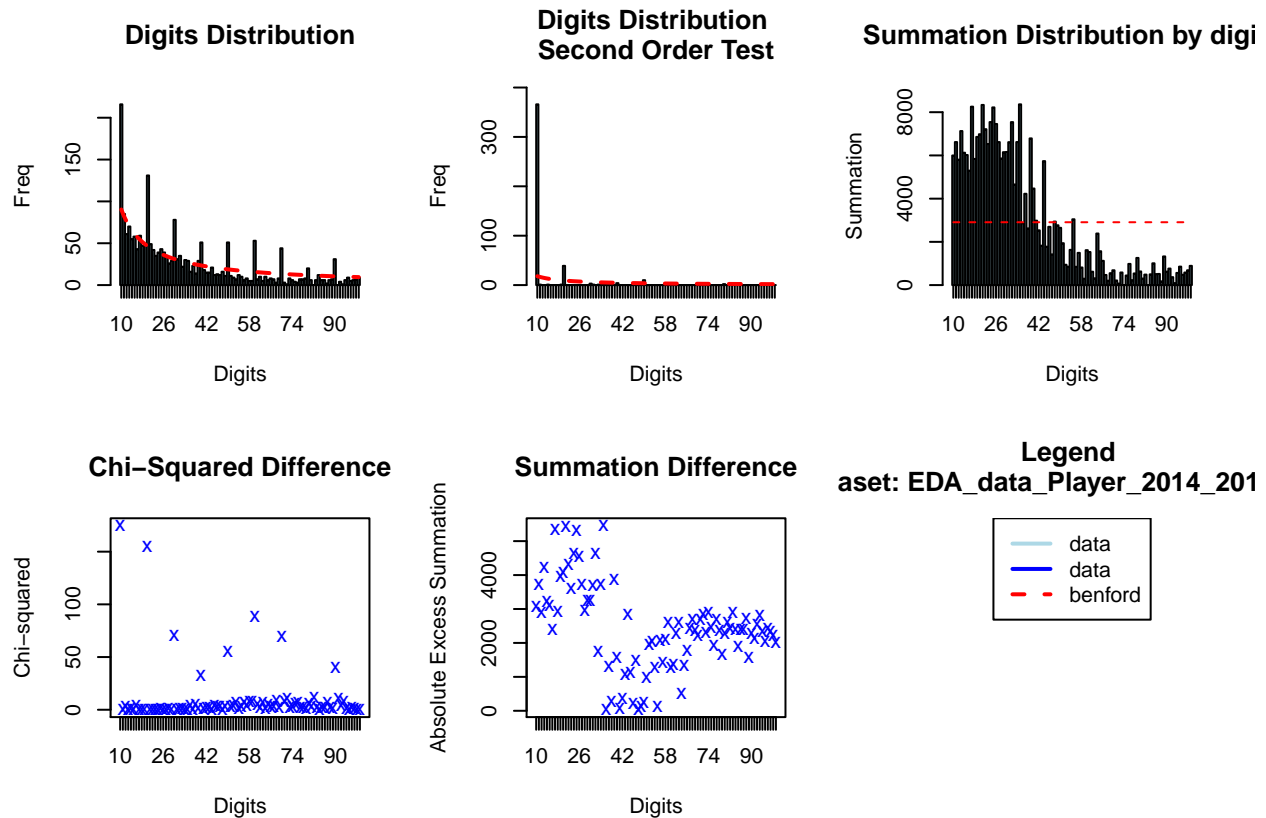 Digits Distribution
Freq
0
50
150
10 26 42 58 74 90
Digits
Digits Distribution
Second Order Test
Freq
0
100
300
10 26 42 58 74 90
Digits
Summation Distribution by digi
Summation
0
4000
8000
10 26 42 58 74 90
Digits
Chi−Squared Difference
Chi−squared
0
50
100
10 26 42 58 74 90
Digits
Summation Difference
Absolute Excess Summation
0
2000
4000
10 26 42 58 74 90
Digits
Legend
aset: EDA_data_Player_2014_201
data
data
benford